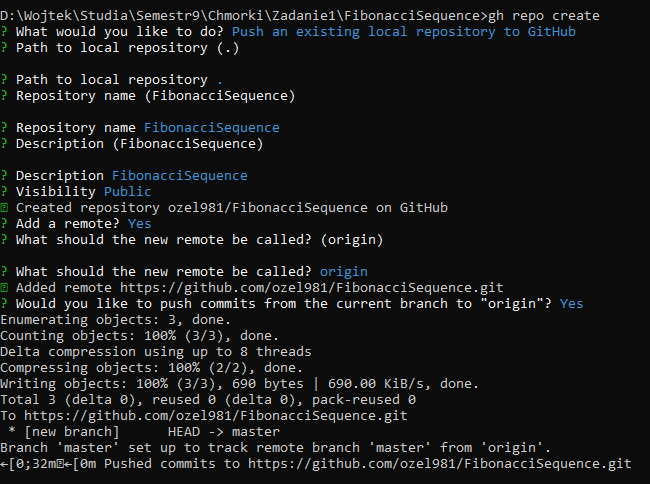 D:\Wojtek\Studia\Semestr9\Chmorki\Zadanie1\FibonacciSequence>gh repo create
? What would you like to do? Push an existing local repository to GitHub
? Path to local repository (.)
? Path to local repository .
? Repository name (FibonacciSequence)
? Repository name FibonacciSequence
? Description (FibonacciSequence)
? Description FibonacciSequence
? Visibility Public
⍰ Created repository ozel981/FibonacciSequence on GitHub
? Add a remote? Yes
? What should the new remote be called? (origin)
? What should the new remote be called? origin
⍰ Added remote https://github.com/ozel981/FibonacciSequence.git
? Would you like to push commits from the current branch to "origin"? Yes
Enumerating objects: 3, done.
Counting objects: 100% (3/3), done.
Delta compression using up to 8 threads
Compressing objects: 100% (2/2), done.
Writing objects: 100% (3/3), 690 bytes | 690.00 KiB/s, done.
Total 3 (delta 0), reused 0 (delta 0), pack-reused 0
To https://github.com/ozel981/FibonacciSequence.git
 * [new branch]      HEAD -> master
Branch 'master' set up to track remote branch 'master' from 'origin'.
←[0;32m⍰←[0m Pushed commits to https://github.com/ozel981/FibonacciSequence.git